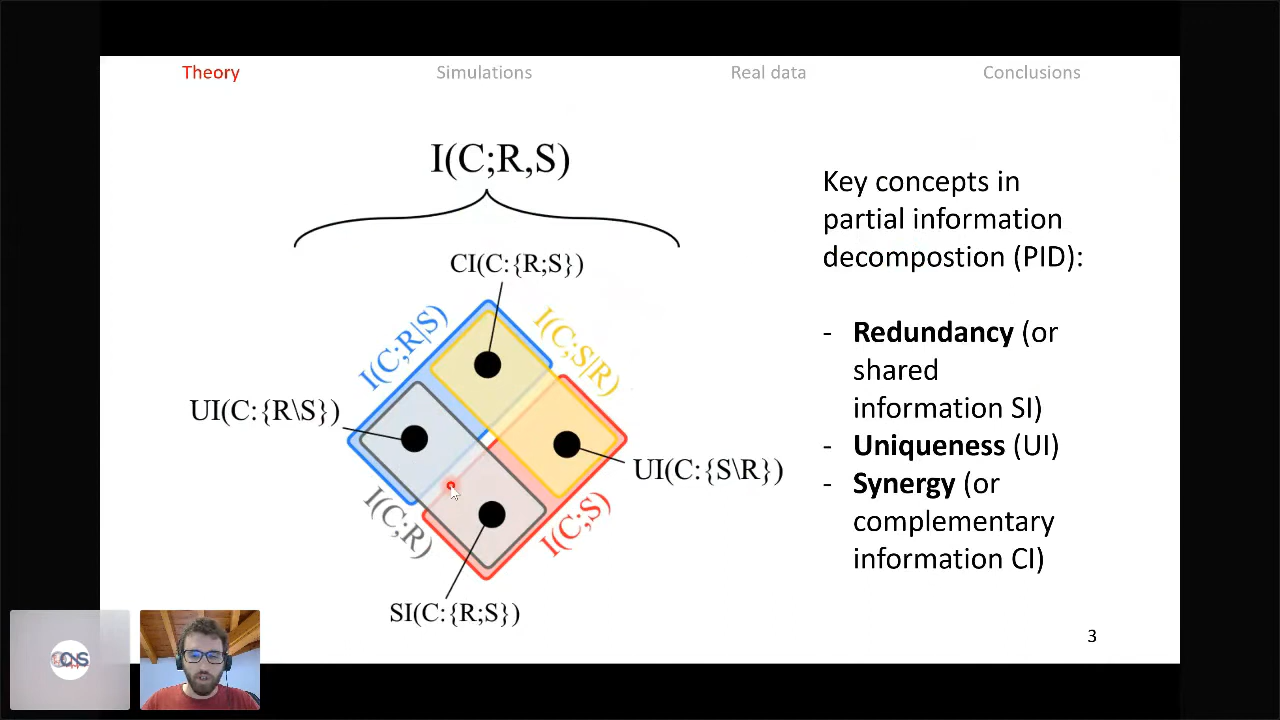 Theory Simulations Real data Conclusions
I(C;R,S)
CI(C:{R;S})
I(C;R|S)
I(C;S|R)
UI(C:{R\S})
UI(C:{S\R})
I(C;R)
I(C;S)
SI(C:{R;S})
Key concepts in
partial information
decompostion (PID):
- Redundancy (or
shared
information SI)
- Uniqueness (UI)
- Synergy (or
complementary
information CI)
3